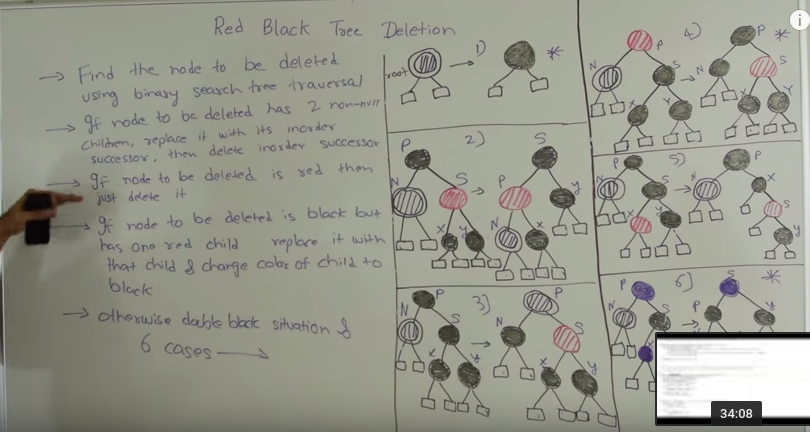 Red Black Tree Deletion
→ Find the node to be deleted
using binary search tree traversal
→ If node to be deleted has 2 non-null
children, replace it with its inorder
successor, then delete inorder successor
→ If node to be deleted is red then
just delete it
→ If node to be deleted is black but
has one red child replace it with
that child & change color of child to
black
→ otherwise double black situation &
6 cases →
1)
root → *
2)
P S
N S → P Y
X Y N X
3)
N P P
S → N S
X Y X Y
4)
P P *
N S → N S
X Y X Y
5)
P P
N S → N X
X Y S
Y
6)
P S *
N S → P Y
X
34:08
i